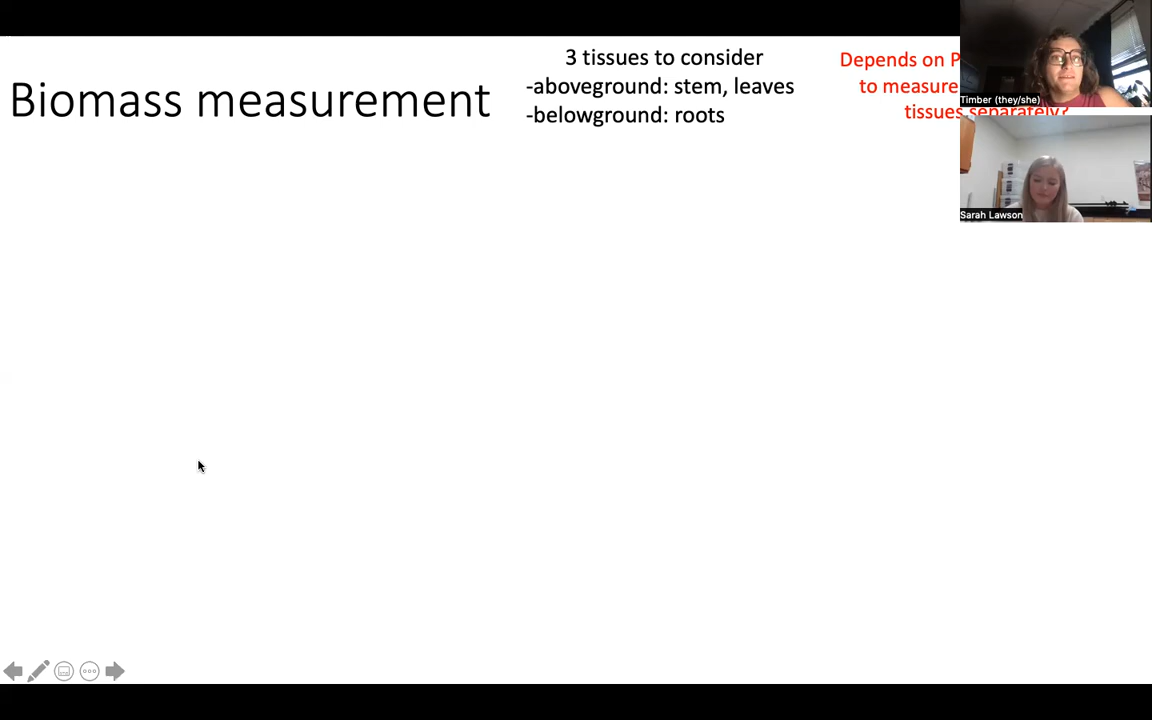 Biomass measurement
3 tissues to consider
-aboveground: stem, leaves
-belowground: roots
Depends on P
to measure
tissues separately?
Timber (they/she)
Sarah Lawson